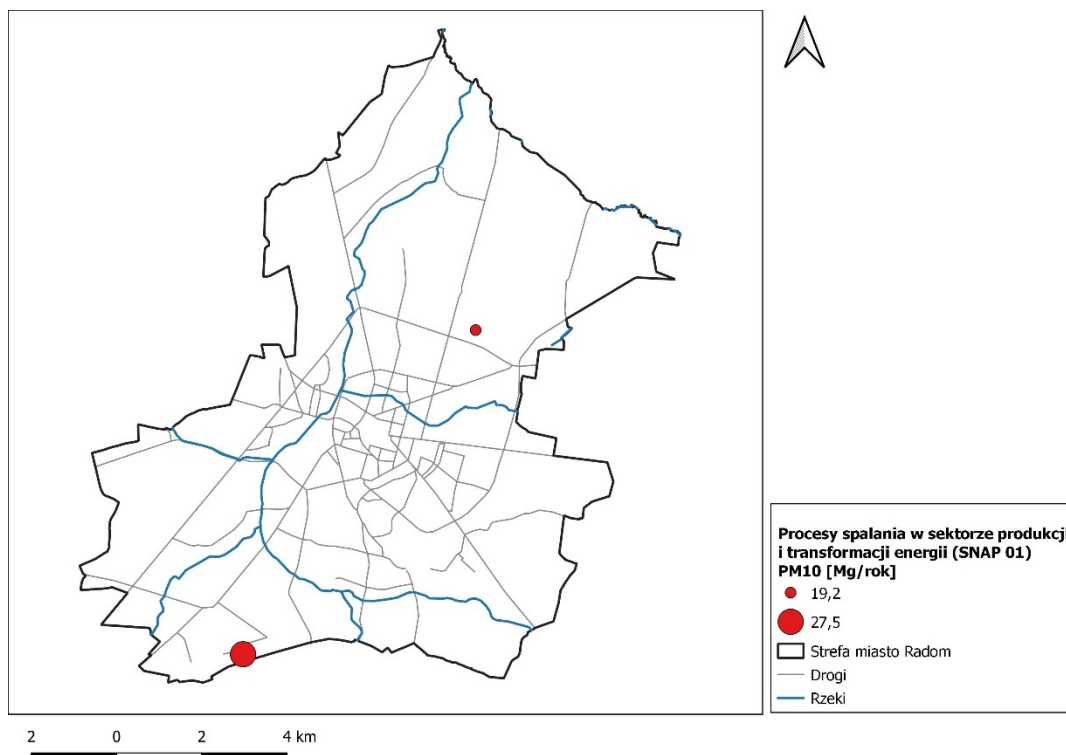 Procesy spalania w sektorze produkcji
i transformacji energii (SNAP 01)
PM10 [Mg/rok]
19,2
27,5
Strefa miasto Radom
Drogi
Rzeki
2 0 2 4 km